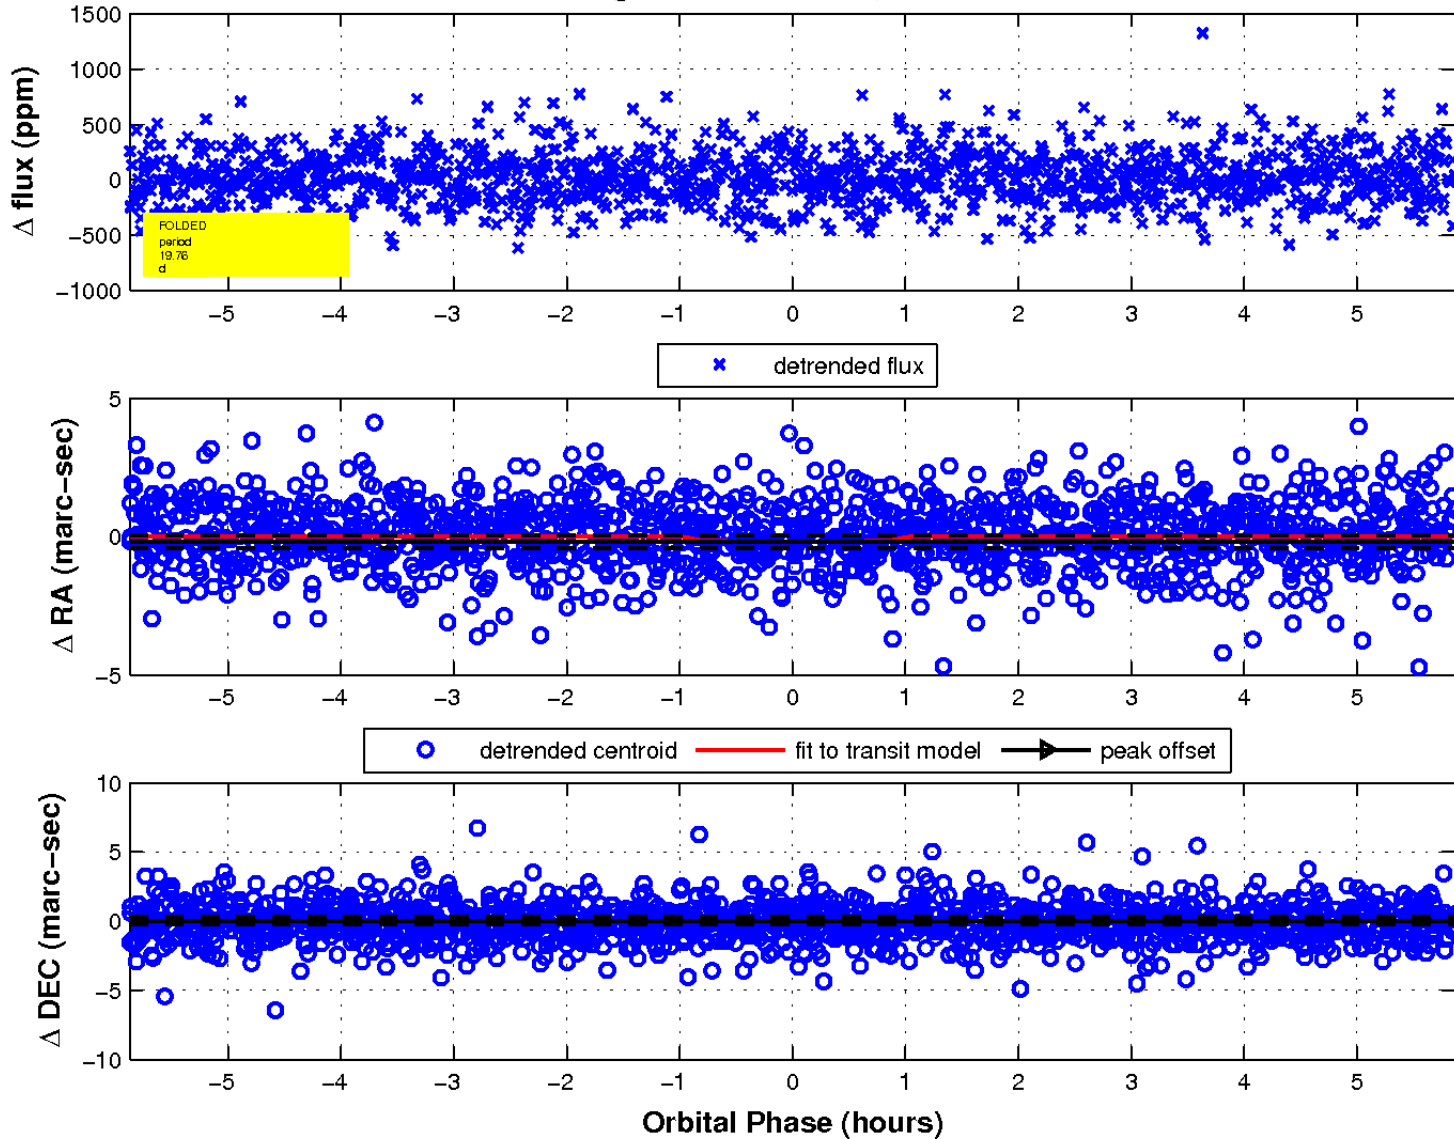 1500
1000
500
0
−500
−1000
Δ flux (ppm)
FOLDED
period
19.76
d
−5 −4 −3 −2 −1 0 1 2 3 4 5
detrended flux
5
0
−5
Δ RA (marc−sec)
−5 −4 −3 −2 −1 0 1 2 3 4 5
detrended centroid fit to transit model peak offset
10
5
0
−5
−10
Δ DEC (marc−sec)
−5 −4 −3 −2 −1 0 1 2 3 4 5
Orbital Phase (hours)